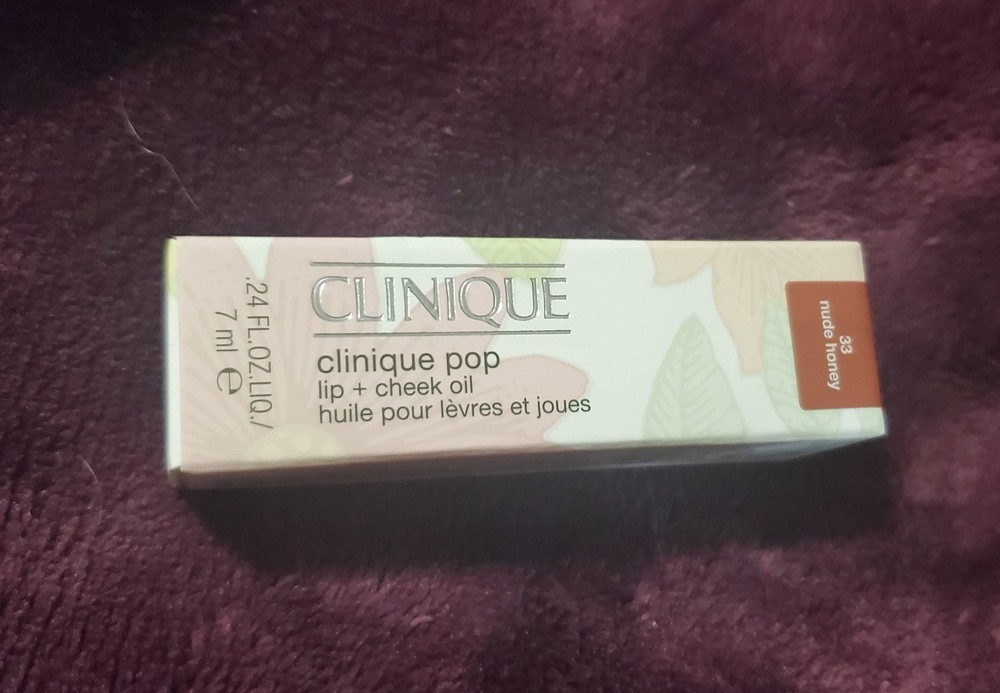 CLINIQUE
clinique pop
lip + cheek oil
huile pour lèvres et joues
.24 FL.OZ.LIQ./
7 ml ℮
33
nude honey